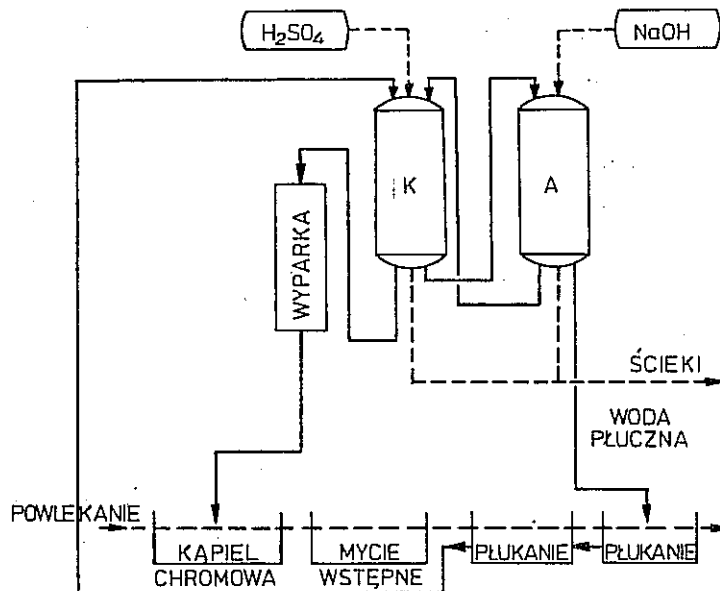 H₂SO₄
NaOH
K
A
WYPARKA
ŚCIEKI
WODA
PŁUCZNA
POWLEKANIE
KĄPIEL
CHROMOWA
MYCIE
WSTĘPNE
PŁUKANIE
PŁUKANIE